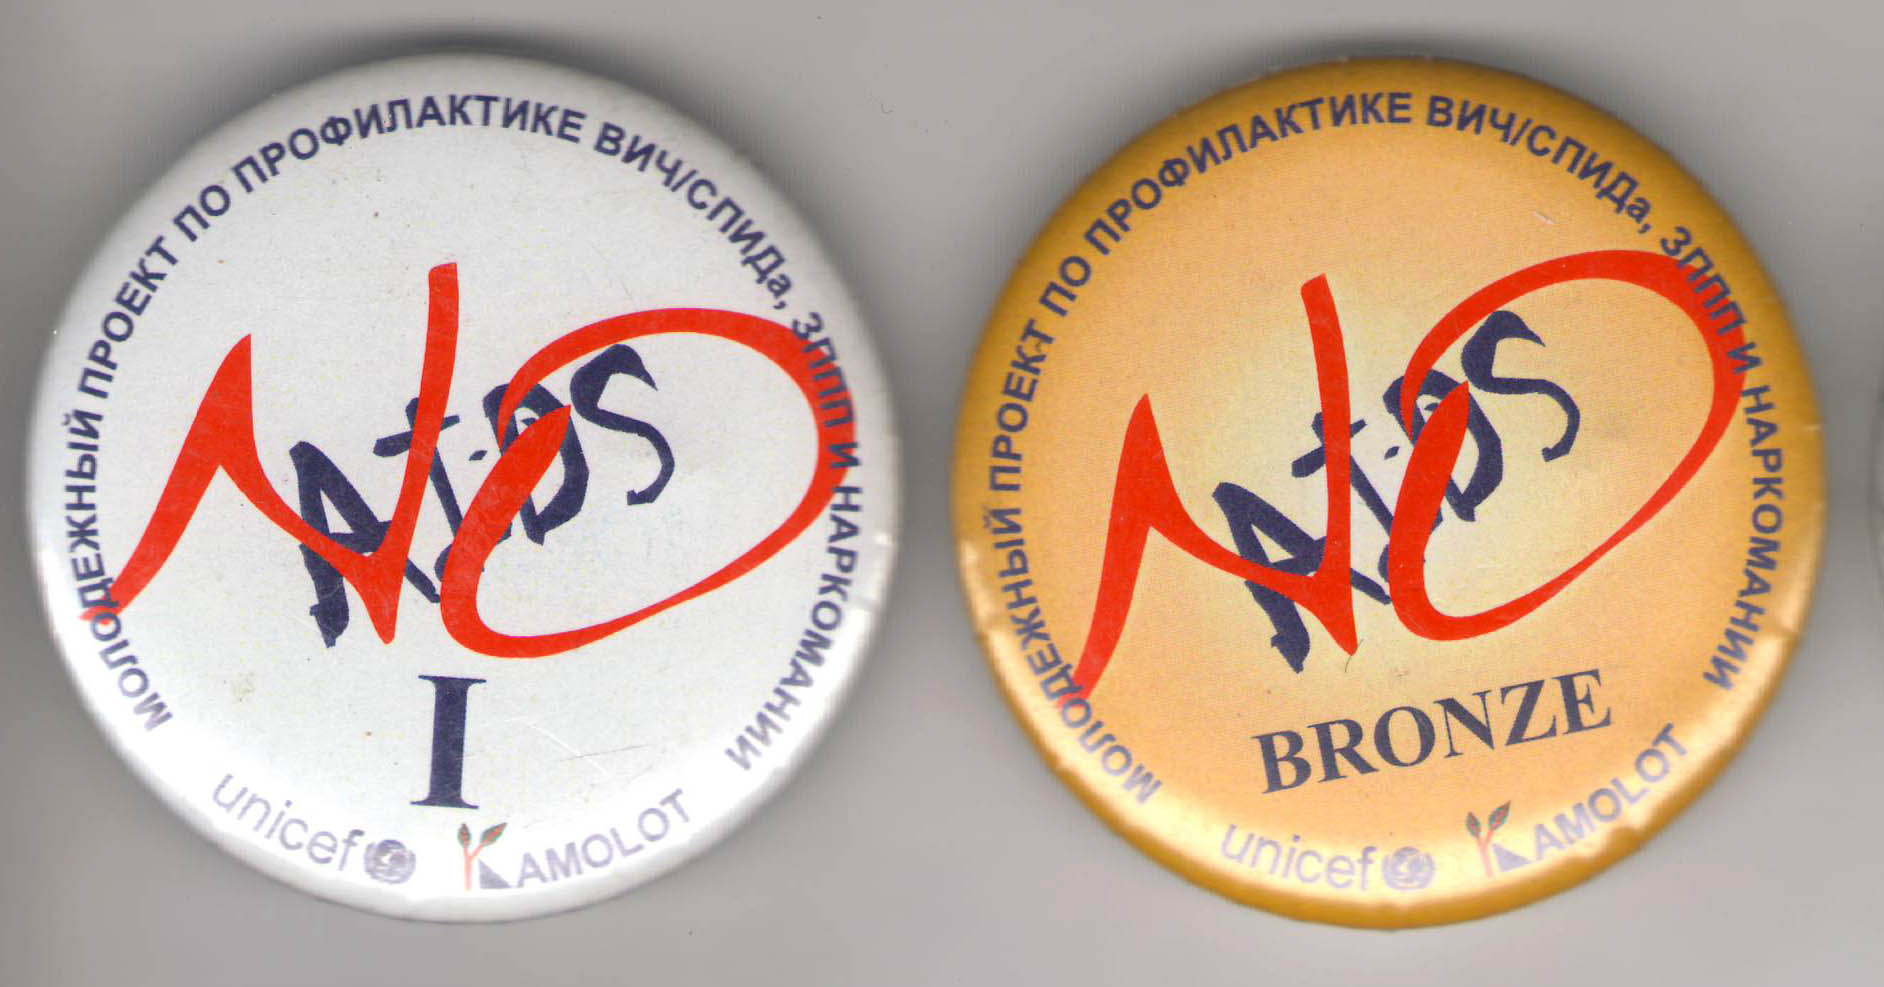 МОЛОДЕЖНЫЙ ПРОЕКТ ПО ПРОФИЛАКТИКЕ ВИЧ/СПИДа, ЗППП И НАРКОМАНИИ
NO
AIDS
I
unicef KAMOLOT
МОЛОДЕЖНЫЙ ПРОЕКТ ПО ПРОФИЛАКТИКЕ ВИЧ/СПИДа, ЗППП И НАРКОМАНИИ
NO
AIDS
BRONZE
unicef KAMOLOT